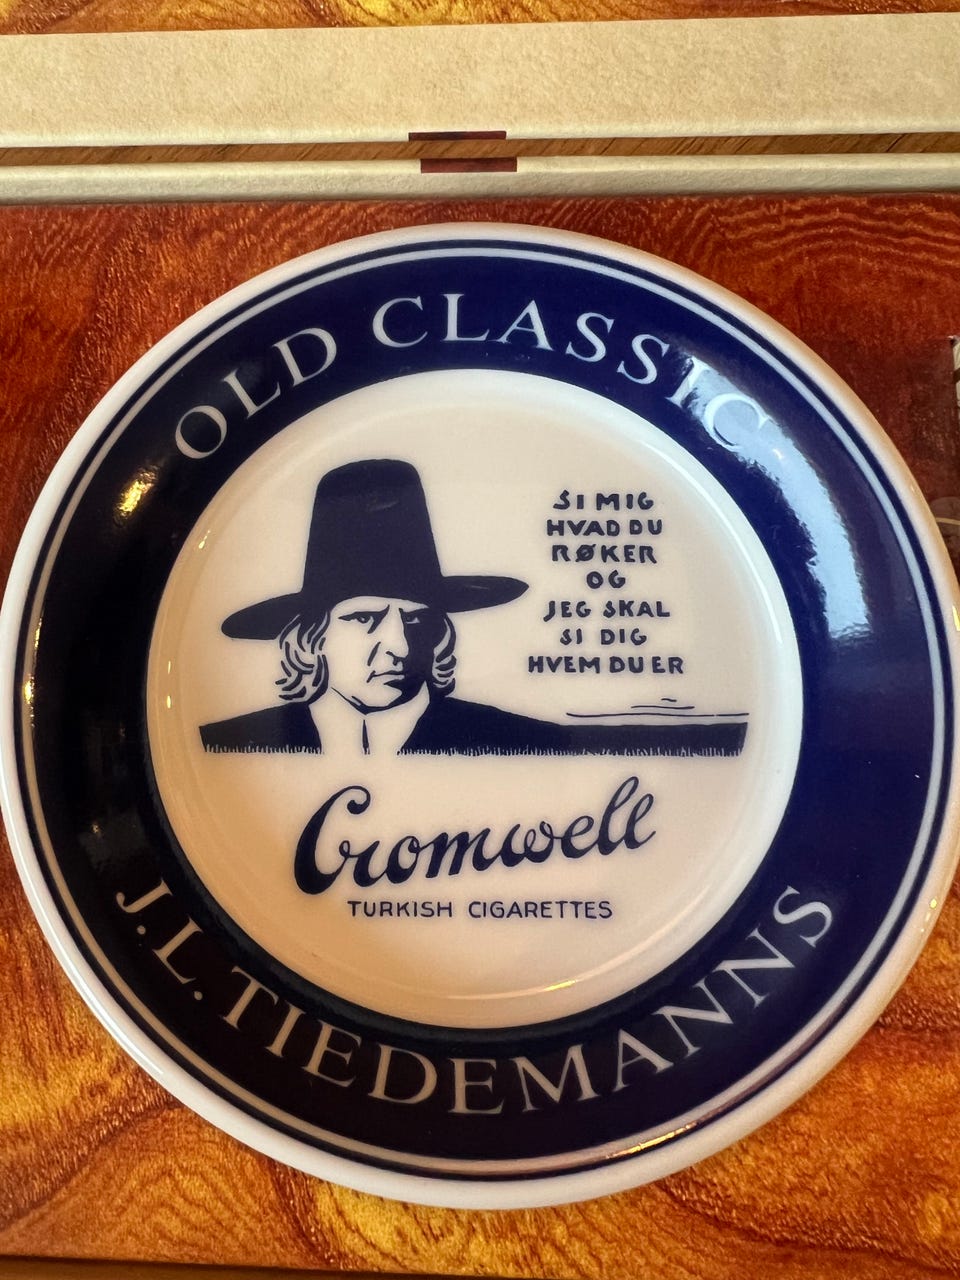 OLD CLASSIC
SI MIG
HVAD DU
RØKER
OG
JEG SKAL
SI DIG
HVEM DU ER
Cromwell
TURKISH CIGARETTES
J.L. TIEDEMANNS